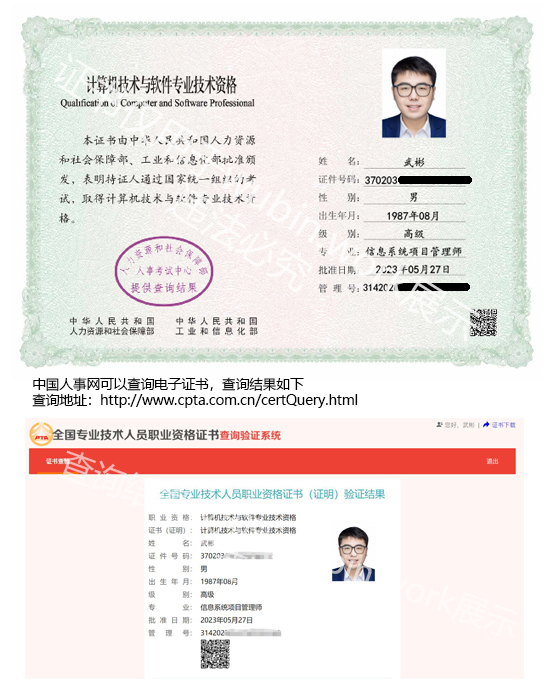 计算机技术与软件专业技术资格
Qualification of Computer and Software Professional
本证书由中华人民共和国人力资源
和社会保障部、工业和信息化部批准颁
发，表明持证人通过国家统一组织的考
试，取得计算机技术与软件专业技术资
格。
人力资源和社会保障部
人事考试中心
提供查询结果
中华人民共和国
人力资源和社会保障部
中华人民共和国
工业和信息化部
姓 名： 武彬
证件号码： 370203
性 别： 男
出生年月： 1987年08月
级 别： 高级
专 业： 信息系统项目管理师
批准日期： 2023年05月27日
管 理 号： 314202
中国人事网可以查询电子证书，查询结果如下
查询地址：http://www.cpta.com.cn/certQuery.html
CPTA 全国专业技术人员职业资格证书查询验证系统
您好，武彬 | 证书下载
证书查询 退出
全国专业技术人员职业资格证书（证明）验证结果
职 业 资 格： 计算机技术与软件专业技术资格
证书（证明）： 计算机技术与软件专业技术资格
姓 名： 武彬
证 件 号 码： 370203
性 别： 男
出 生 年 月： 1987年08月
级 别： 高级
专 业： 信息系统项目管理师
批 准 日 期： 2023年05月27日
管 理 号： 314202